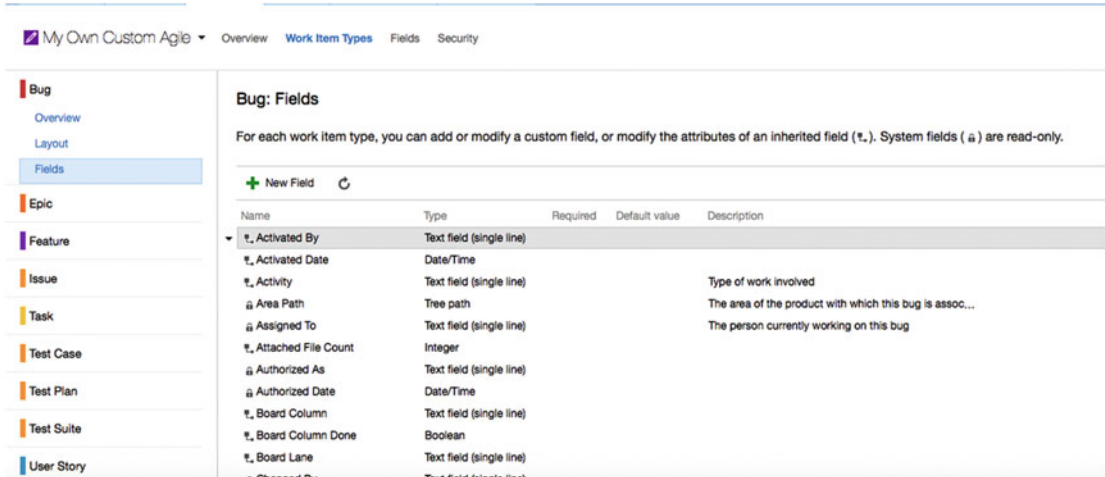 My Own Custom Agile Overview Work Item Types Fields Security
Bug
Overview
Layout
Fields
Epic
Feature
Issue
Task
Test Case
Test Plan
Test Suite
User Story
Bug: Fields
For each work item type, you can add or modify a custom field, or modify the attributes of an inherited field ( ). System fields ( ) are read-only.
New Field
Name Type Required Default value Description
Activated By Text field (single line)
Activated Date Date/Time
Activity Text field (single line) Type of work involved
Area Path Tree path The area of the product with which this bug is assoc...
Assigned To Text field (single line) The person currently working on this bug
Attached File Count Integer
Authorized As Text field (single line)
Authorized Date Date/Time
Board Column Text field (single line)
Board Column Done Boolean
Board Lane Text field (single line)